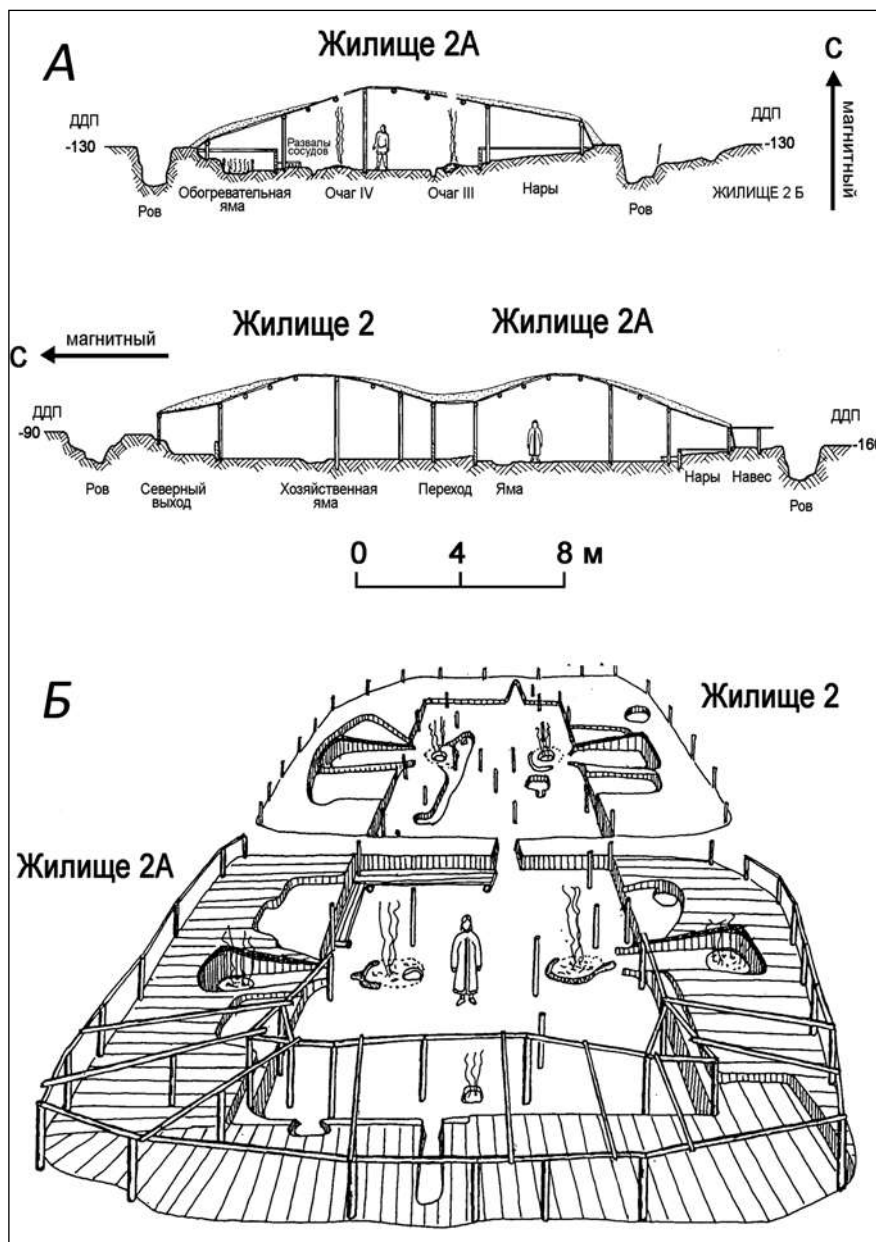 А
Жилище 2А
С
магнитный
ДДП
-130
ДДП
-130
Развалы
сосудов
Обогревательная
яма
Очаг IV
Очаг III
Нары
ЖИЛИЩЕ 2 Б
Ров
Ров
Жилище 2
Жилище 2А
С
магнитный
ДДП
-90
ДДП
-160
Ров
Северный
выход
Хозяйственная
яма
Переход
Яма
Нары
Навес
Ров
0 4 8 м
Б
Жилище 2
Жилище 2А